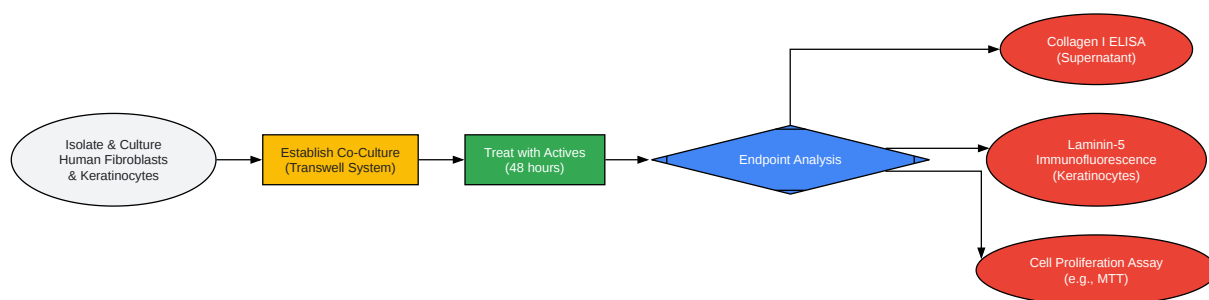 Isolate & Culture
Human Fibroblasts
& Keratinocytes
Establish Co-Culture
(Transwell System)
Treat with Actives
(48 hours)
Endpoint Analysis
Collagen I ELISA
(Supernatant)
Laminin-5
Immunofluorescence
(Keratinocytes)
Cell Proliferation Assay
(e.g., MTT)